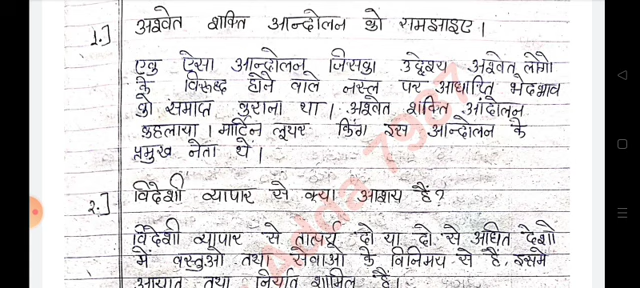 1.] अश्वेत शक्ति आन्दोलन को समझाइए।
एक ऐसा आन्दोलन जिसका उद्देश्य अश्वेत लोगो
के विरूद्ध होने वाले नस्ल पर आधारित भेदभाव
को समाप्त कराना था। अश्वेत शक्ति आंदोलन
कहलाया। मार्टिन लूथर किंग इस आन्दोलन के
प्रमुख नेता थे।
2.] विदेशी व्यापार से क्या आशय हैं?
विदेशी व्यापार से तात्पर्य दो या दो से अधित देशो
में वस्तुओ तथा सेवाओ के विनिमय से हैं, इसमे
आयात तथा निर्यात शामिल हैं।
Adda 7987